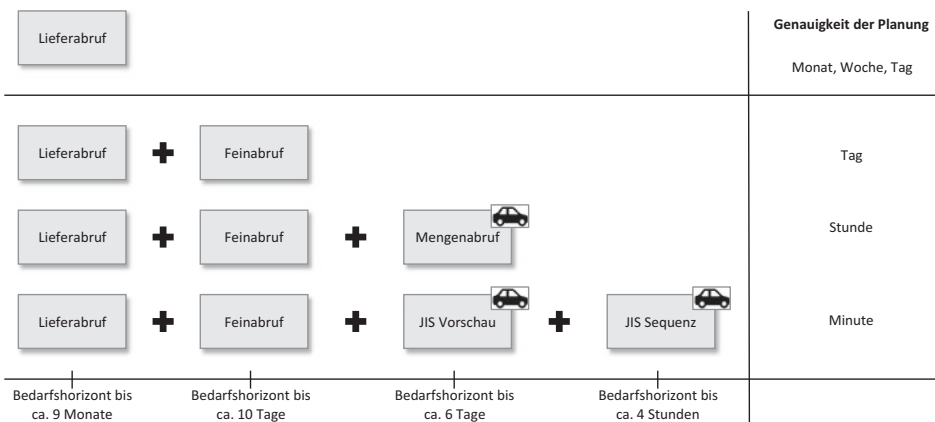 Lieferabruf
Genauigkeit der Planung
Monat, Woche, Tag
Lieferabruf
Feinabruf
Tag
Lieferabruf
Feinabruf
Mengenabruf
Stunde
Lieferabruf
Feinabruf
JIS Vorschau
JIS Sequenz
Minute
Bedarfshorizont bis
ca. 9 Monate
Bedarfshorizont bis
ca. 10 Tage
Bedarfshorizont bis
ca. 6 Tage
Bedarfshorizont bis
ca. 4 Stunden